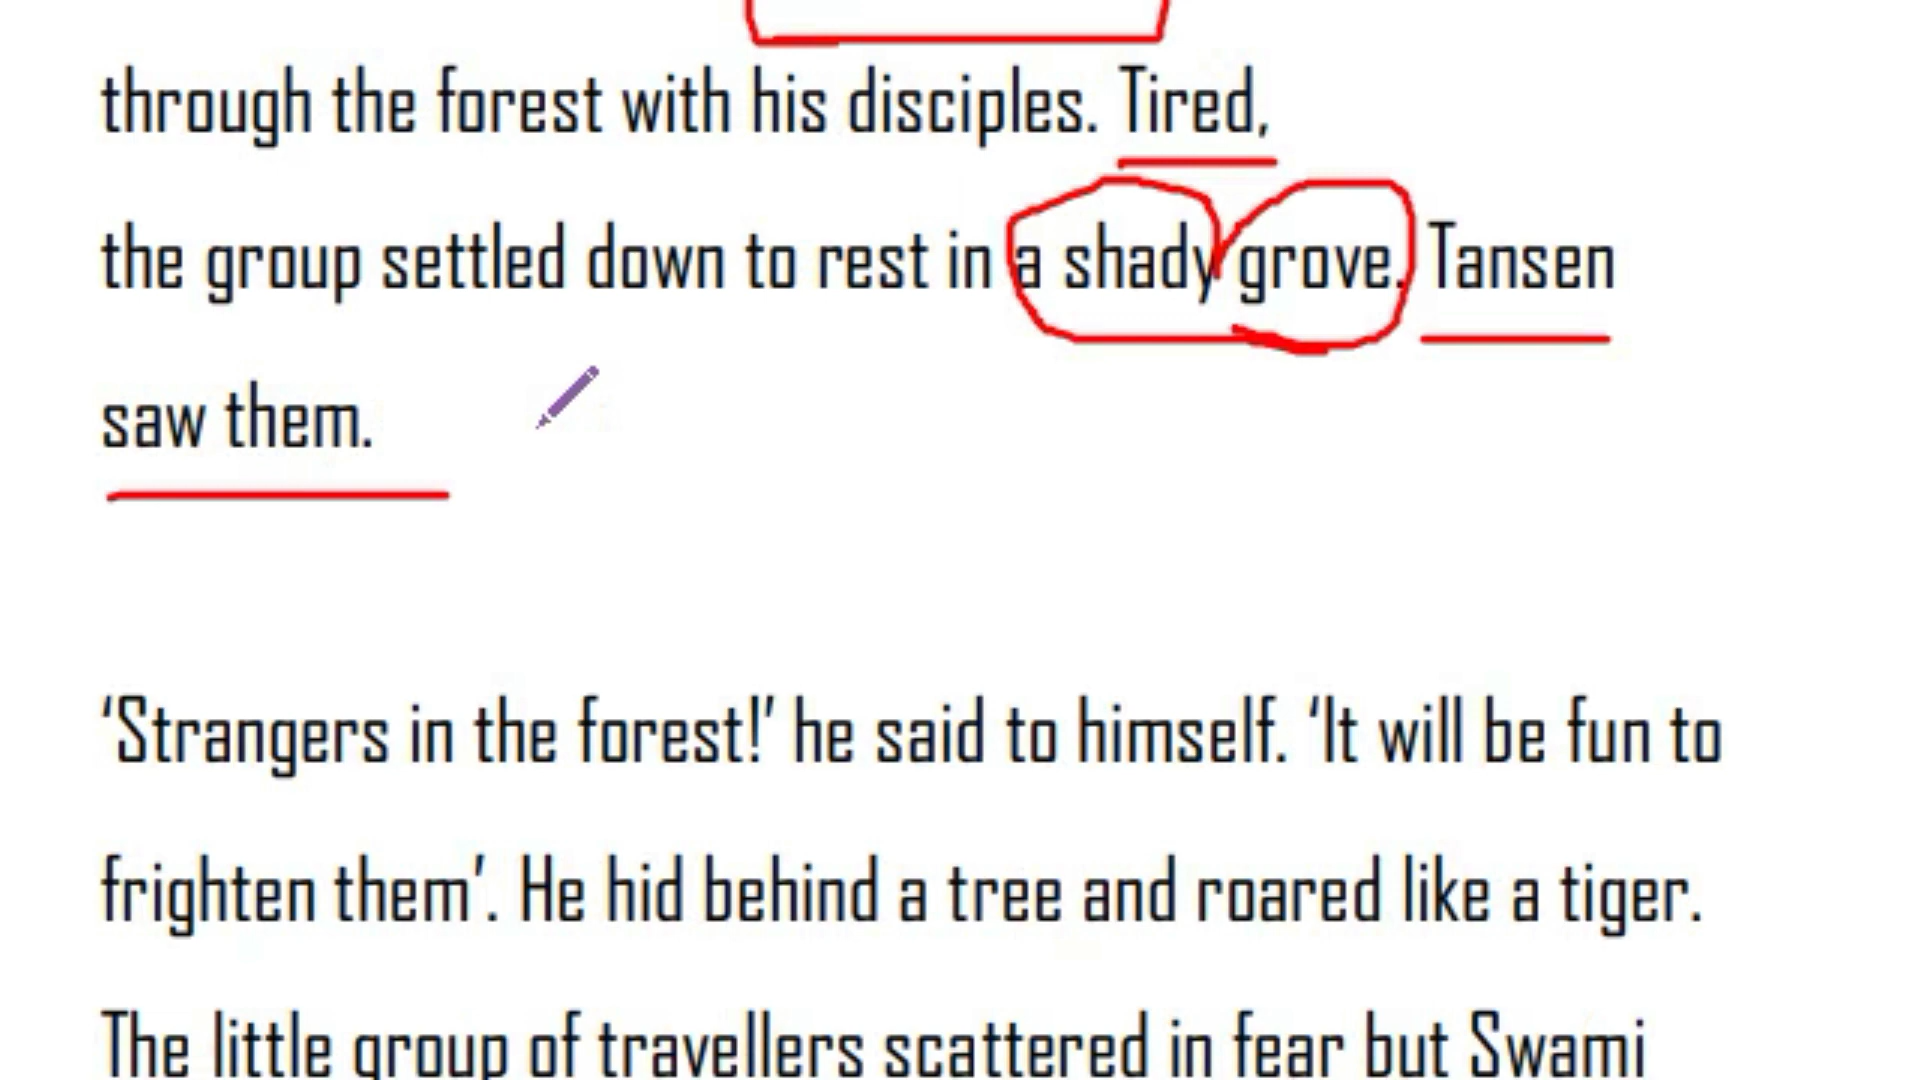 through the forest with his disciples. Tired,
the group settled down to rest in a shady grove. Tansen
saw them.
‘Strangers in the forest!’ he said to himself. ‘It will be fun to
frighten them’. He hid behind a tree and roared like a tiger.
The little group of travellers scattered in fear but Swami